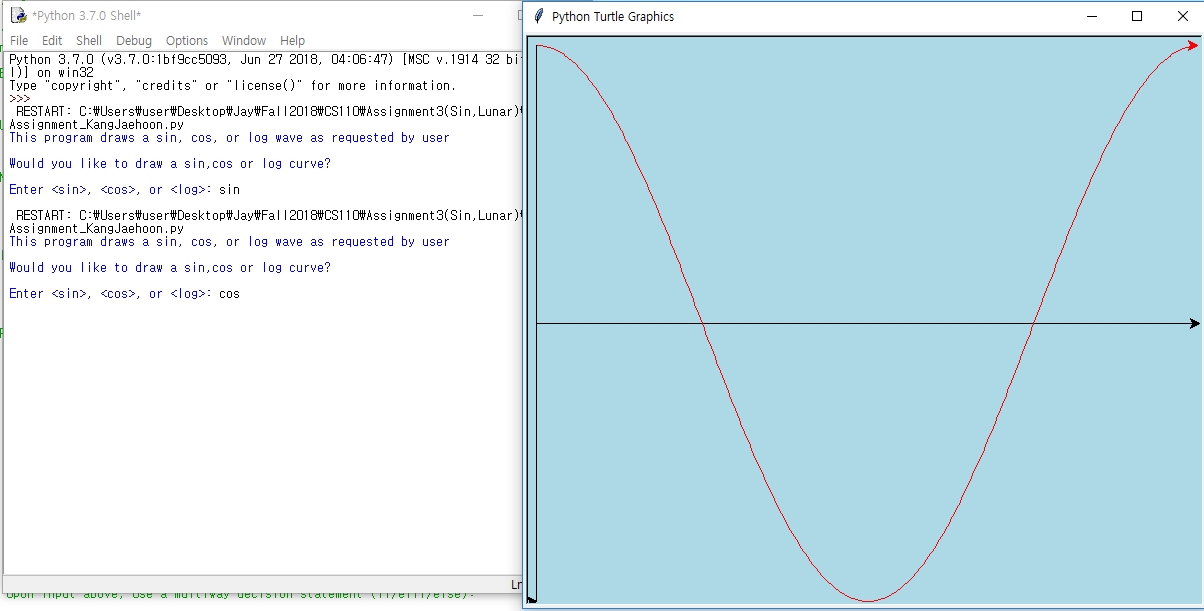 *Python 3.7.0 Shell*
File Edit Shell Debug Options Window Help
Python 3.7.0 (v3.7.0:1bf9cc5093, Jun 27 2018, 04:06:47) [MSC v.1914 32 bi
l)] on win32
Type "copyright", "credits" or "license()" for more information.
>>>
RESTART: C:₩Users₩user₩Desktop₩Jay₩Fall2018₩CS110₩Assignment3(Sin,Lunar)₩
Assignment_KangJaehoon.py
This program draws a sin, cos, or log wave as requested by user
Would you like to draw a sin,cos or log curve?
Enter <sin>, <cos>, or <log>: sin
RESTART: C:₩Users₩user₩Desktop₩Jay₩Fall2018₩CS110₩Assignment3(Sin,Lunar)₩
Assignment_KangJaehoon.py
This program draws a sin, cos, or log wave as requested by user
Would you like to draw a sin,cos or log curve?
Enter <sin>, <cos>, or <log>: cos
Ln
upon input above, use a multiway decision statement (if/elif/else):
Python Turtle Graphics